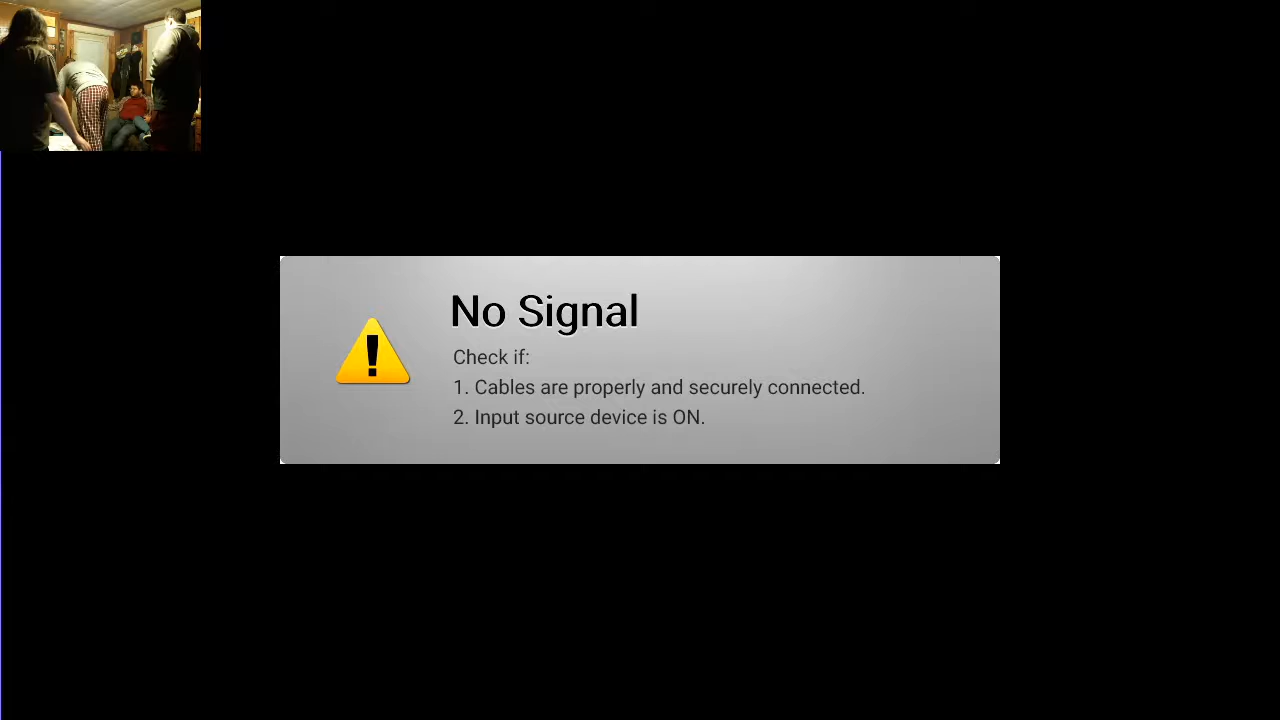 No Signal
Check if:
1. Cables are properly and securely connected.
2. Input source device is ON.